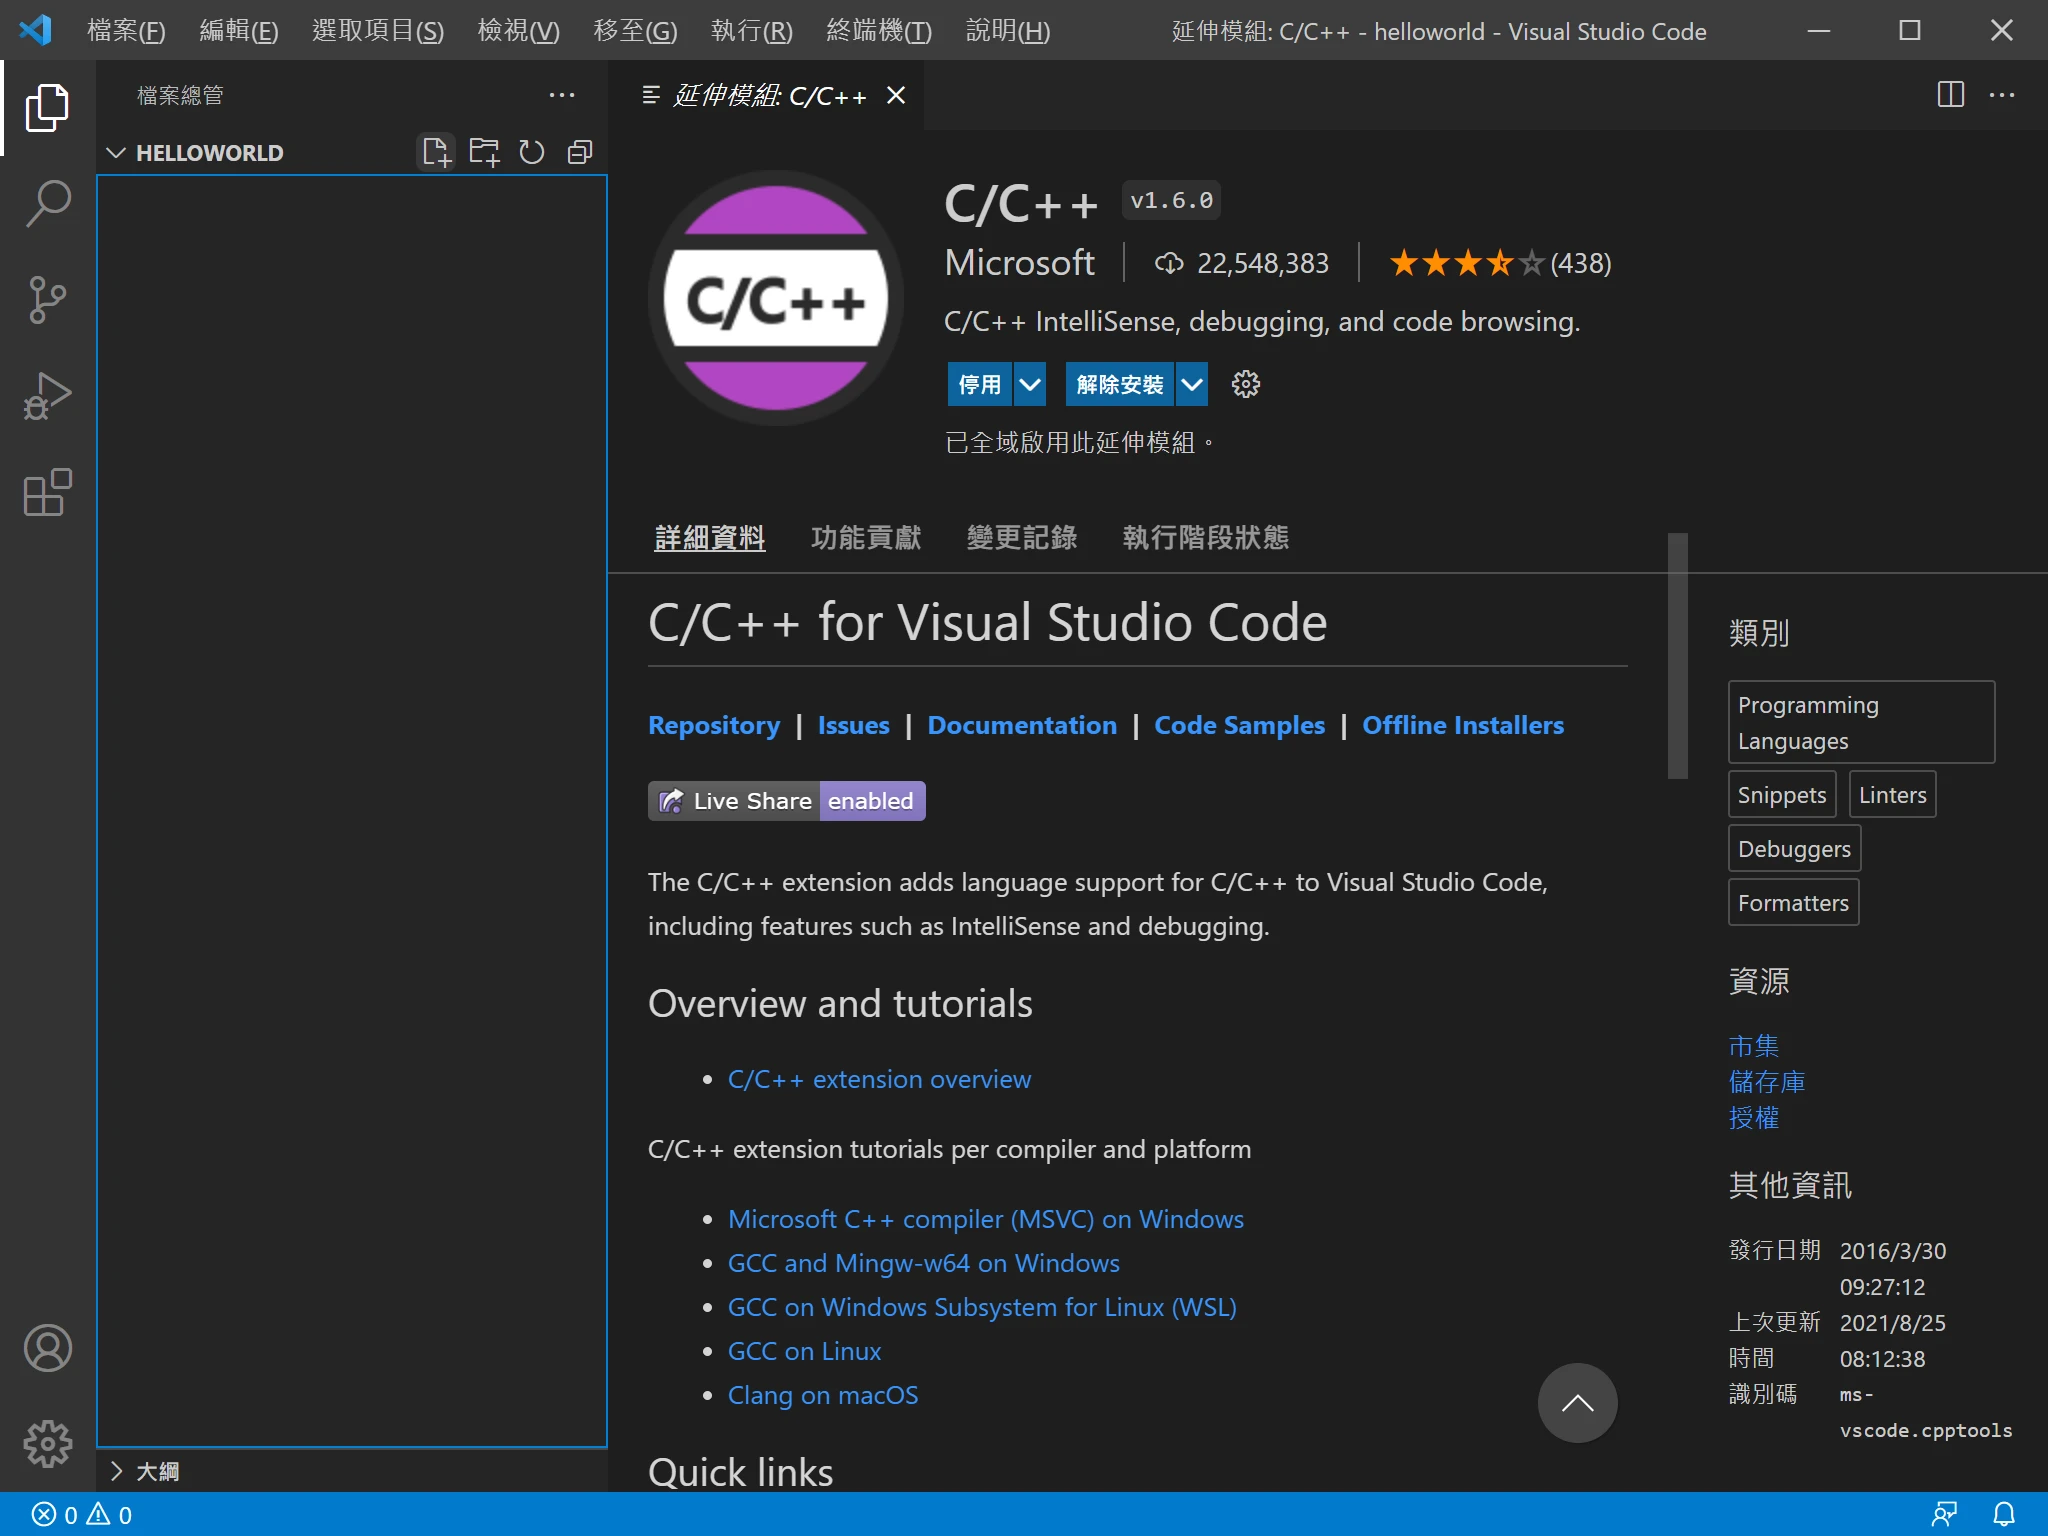 檔案(F) 編輯(E) 選取項目(S) 檢視(V) 移至(G) 執行(R) 終端機(T) 說明(H) 延伸模組: C/C++ - helloworld - Visual Studio Code
檔案總管
延伸模組: C/C++
HELLOWORLD
C/C++
C/C++ v1.6.0
Microsoft 22,548,383 (438)
C/C++ IntelliSense, debugging, and code browsing.
停用 解除安裝
已全域啟用此延伸模組。
詳細資料 功能貢獻 變更記錄 執行階段狀態
C/C++ for Visual Studio Code
Repository | Issues | Documentation | Code Samples | Offline Installers
Live Share enabled
The C/C++ extension adds language support for C/C++ to Visual Studio Code,
including features such as IntelliSense and debugging.
Overview and tutorials
• C/C++ extension overview
C/C++ extension tutorials per compiler and platform
• Microsoft C++ compiler (MSVC) on Windows
• GCC and Mingw-w64 on Windows
• GCC on Windows Subsystem for Linux (WSL)
• GCC on Linux
• Clang on macOS
Quick links
類別
Programming
Languages
Snippets Linters
Debuggers
Formatters
資源
市集
儲存庫
授權
其他資訊
發行日期 2016/3/30
09:27:12
上次更新 2021/8/25
時間 08:12:38
識別碼 ms-
vscode.cpptools
大綱
0 0